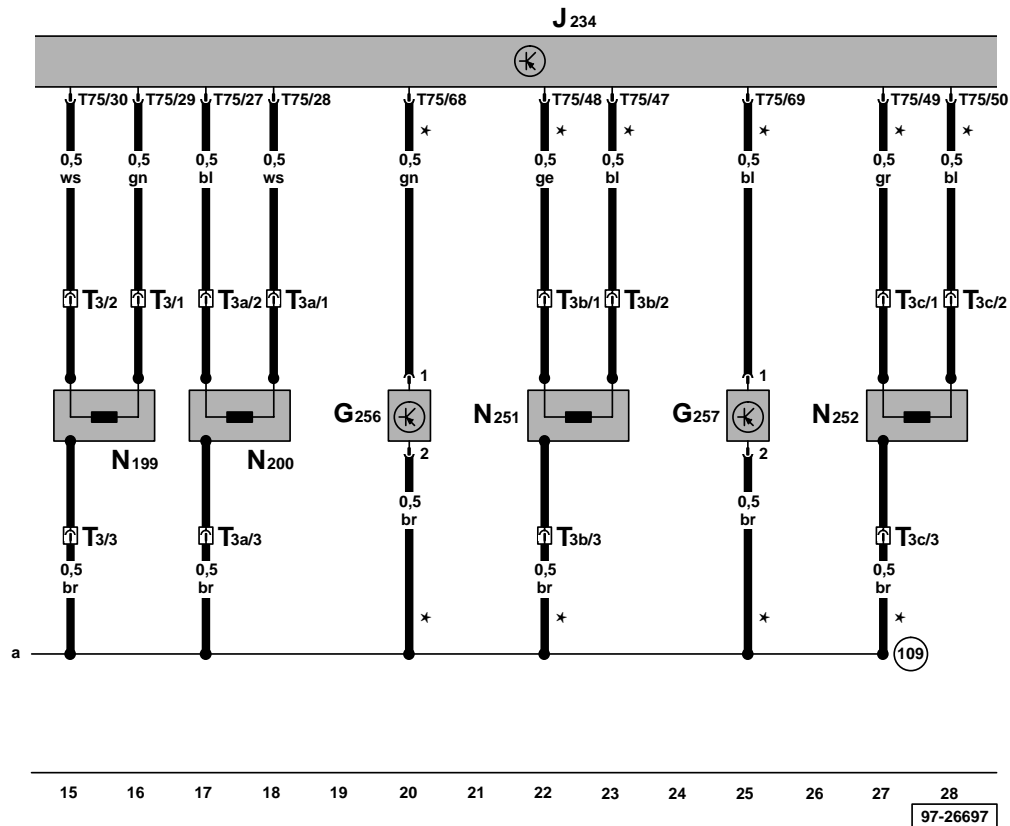 J 234
T75/30 T75/29 T75/27 T75/28 T75/68 T75/48 T75/47 T75/69 T75/49 T75/50
* * * * * *
0,5 0,5 0,5 0,5 0,5 0,5 0,5 0,5 0,5 0,5
ws gn bl ws gn ge bl bl gr bl
T3/2 T3/1 T3a/2 T3a/1 T3b/1 T3b/2 T3c/1 T3c/2
1 1
G256 N251 G257 N252
N199 N200
2 2
0,5 0,5
br br
T3/3 T3a/3 T3b/3 T3c/3
0,5 0,5 0,5 0,5
br br br br
* * * *
a 109
15 16 17 18 19 20 21 22 23 24 25 26 27 28
97-26697